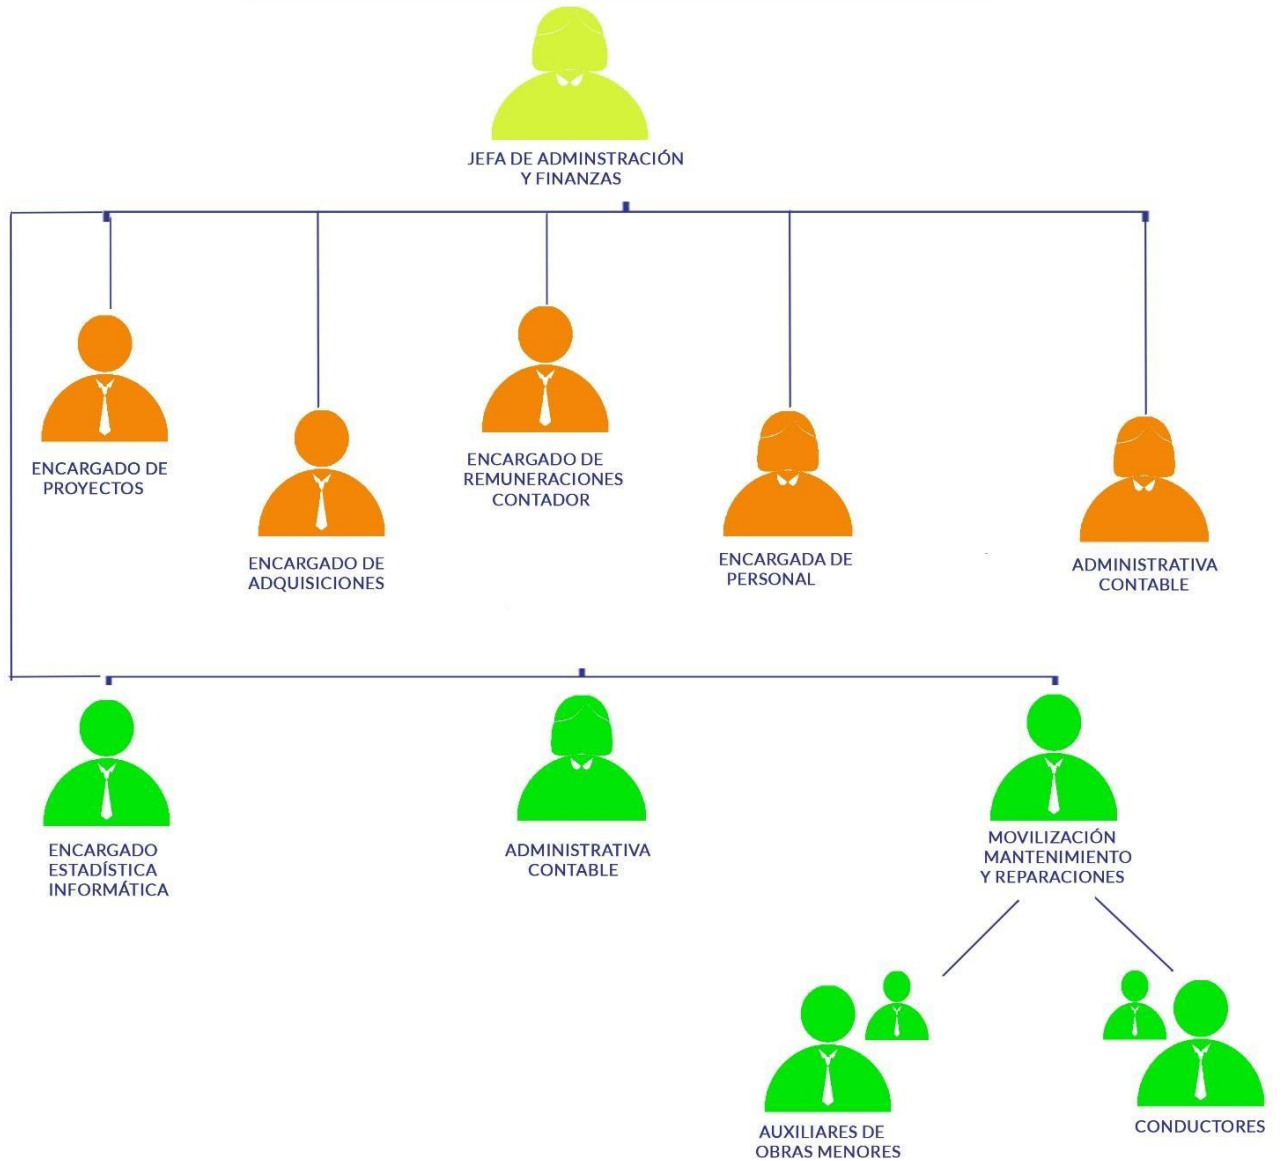 JEFA DE ADMINSTRACIÓN
Y FINANZAS
ENCARGADO DE
PROYECTOS
ENCARGADO DE
ADQUISICIONES
ENCARGADO DE
REMUNERACIONES
CONTADOR
ENCARGADA DE
PERSONAL
ADMINISTRATIVA
CONTABLE
ENCARGADO
ESTADÍSTICA
INFORMÁTICA
ADMINISTRATIVA
CONTABLE
MOVILIZACIÓN
MANTENIMIENTO
Y REPARACIONES
AUXILIARES DE
OBRAS MENORES
CONDUCTORES